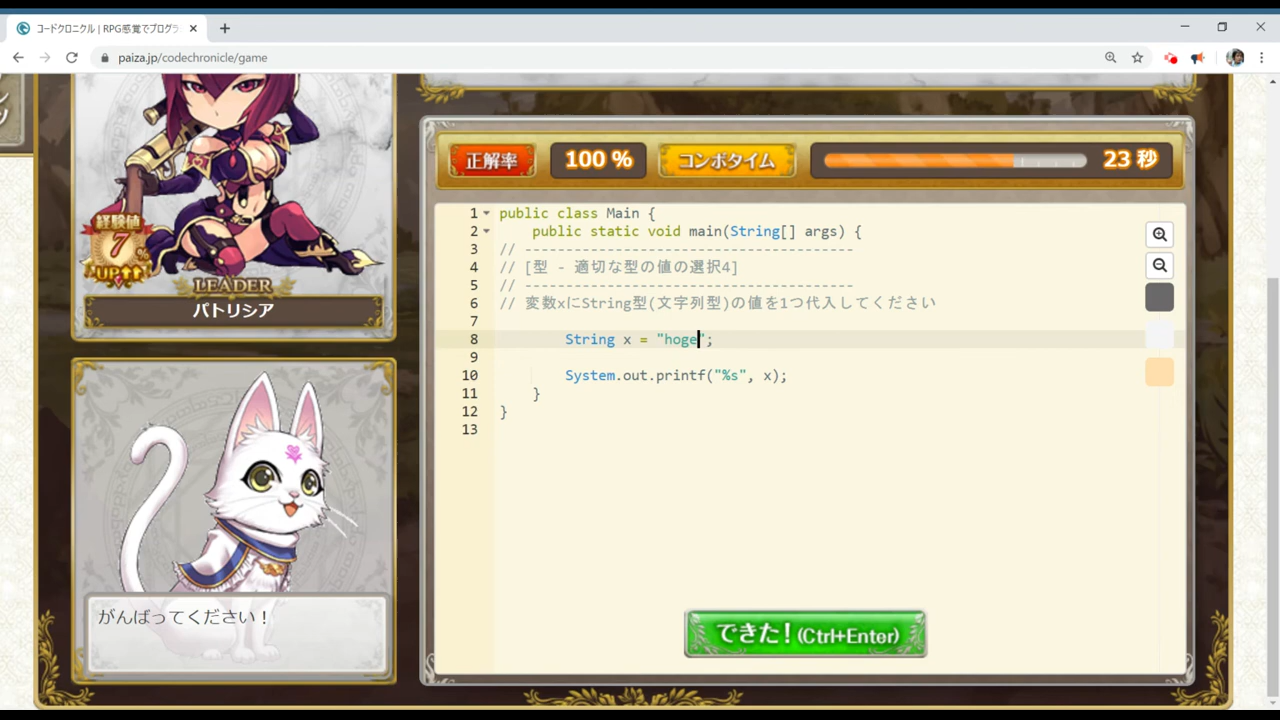 コードクロニクル | RPG感覚でプログラ
paiza.jp/codechronicle/game
経験値
7%
UP
LEADER
パトリシア
がんばってください！
正解率
100 %
コンボタイム
23 秒
1 public class Main {
2 public static void main(String[] args) {
3 // ----------------------------------------
4 // [型 - 適切な型の値の選択4]
5 // ----------------------------------------
6 // 変数xにString型(文字列型)の値を1つ代入してください
7
8 String x = "hoge";
9
10 System.out.printf("%s", x);
11 }
12 }
13
できた！(Ctrl+Enter)